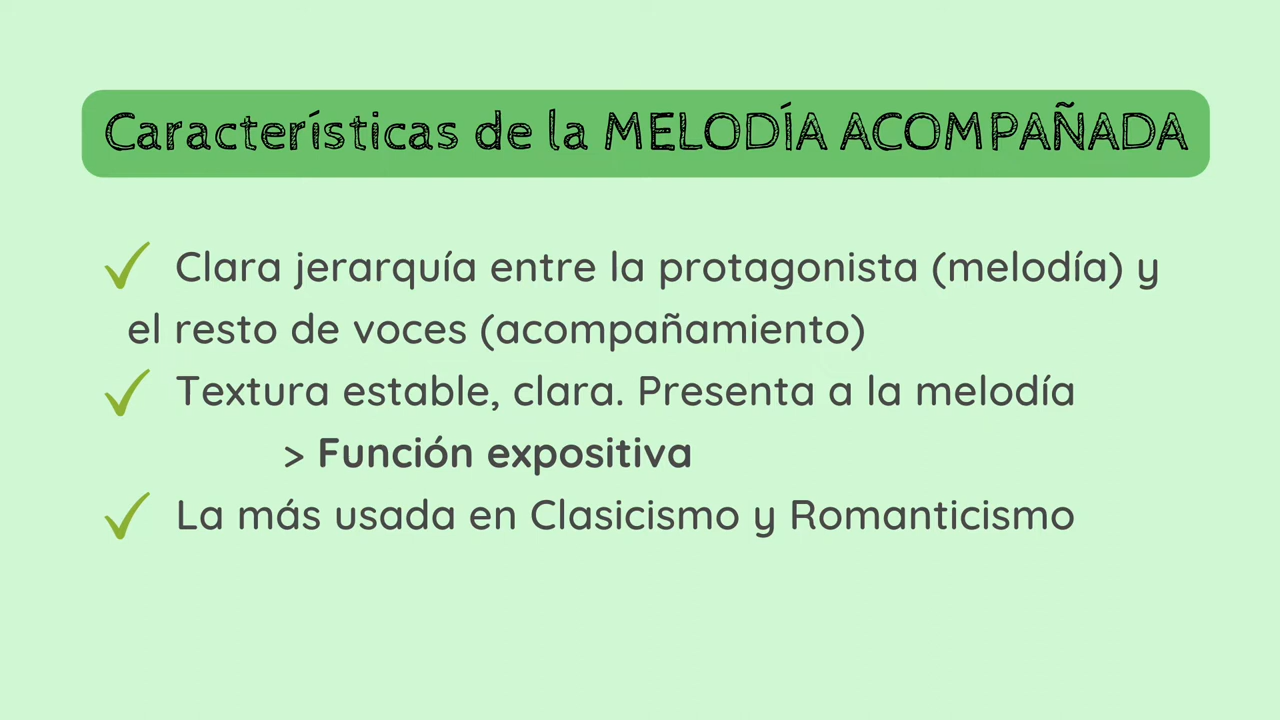 Características de la MELODÍA ACOMPAÑADA
✓ Clara jerarquía entre la protagonista (melodía) y
el resto de voces (acompañamiento)
✓ Textura estable, clara. Presenta a la melodía
> Función expositiva
✓ La más usada en Clasicismo y Romanticismo